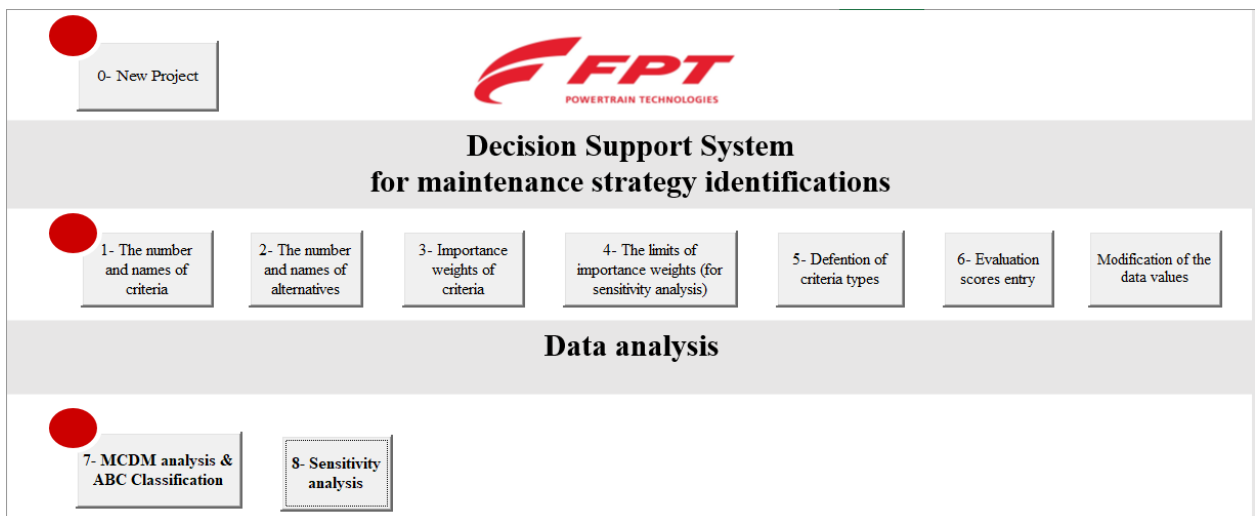 0- New Project
FPT
POWERTRAIN TECHNOLOGIES
Decision Support System
for maintenance strategy identifications
1- The number
and names of
criteria
2- The number
and names of
alternatives
3- Importance
weights of
criteria
4- The limits of
importance weights (for
sensitivity analysis)
5- Defention of
criteria types
6- Evaluation
scores entry
Modification of the
data values
Data analysis
7- MCDM analysis &
ABC Classification
8- Sensitivity
analysis